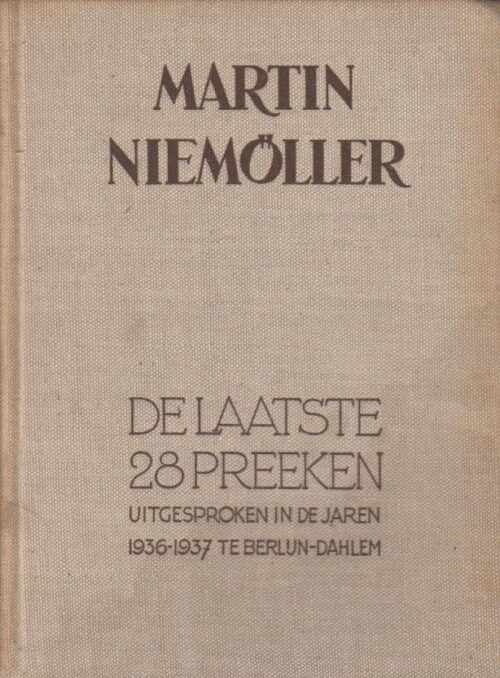 MARTIN
NIEMÖLLER
DE LAATSTE
28 PREEKEN
UITGESPROKEN IN DE JAREN
1936-1937 TE BERLIJN-DAHLEM